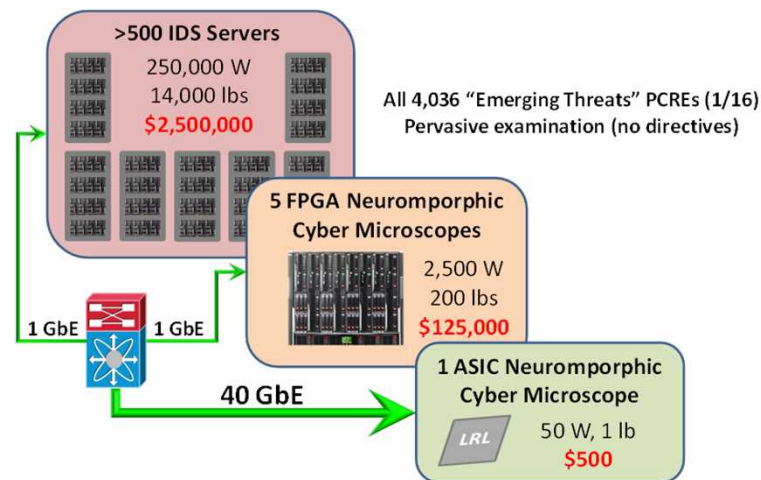 >500 IDS Servers
250,000 W
14,000 lbs
$2,500,000
All 4,036 “Emerging Threats” PCREs (1/16)
Pervasive examination (no directives)
5 FPGA Neuromporphic
Cyber Microscopes
2,500 W
200 lbs
$125,000
1 GbE
1 GbE
40 GbE
1 ASIC Neuromporphic
Cyber Microscope
LRL
50 W, 1 lb
$500